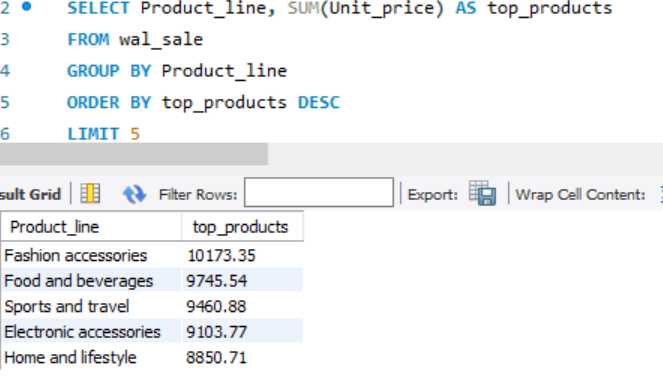 2 SELECT Product_line, SUM(Unit_price) AS top_products
3 FROM wal_sale
4 GROUP BY Product_line
5 ORDER BY top_products DESC
6 LIMIT 5
sult Grid Filter Rows: Export: Wrap Cell Content:
Product_line top_products
Fashion accessories 10173.35
Food and beverages 9745.54
Sports and travel 9460.88
Electronic accessories 9103.77
Home and lifestyle 8850.71